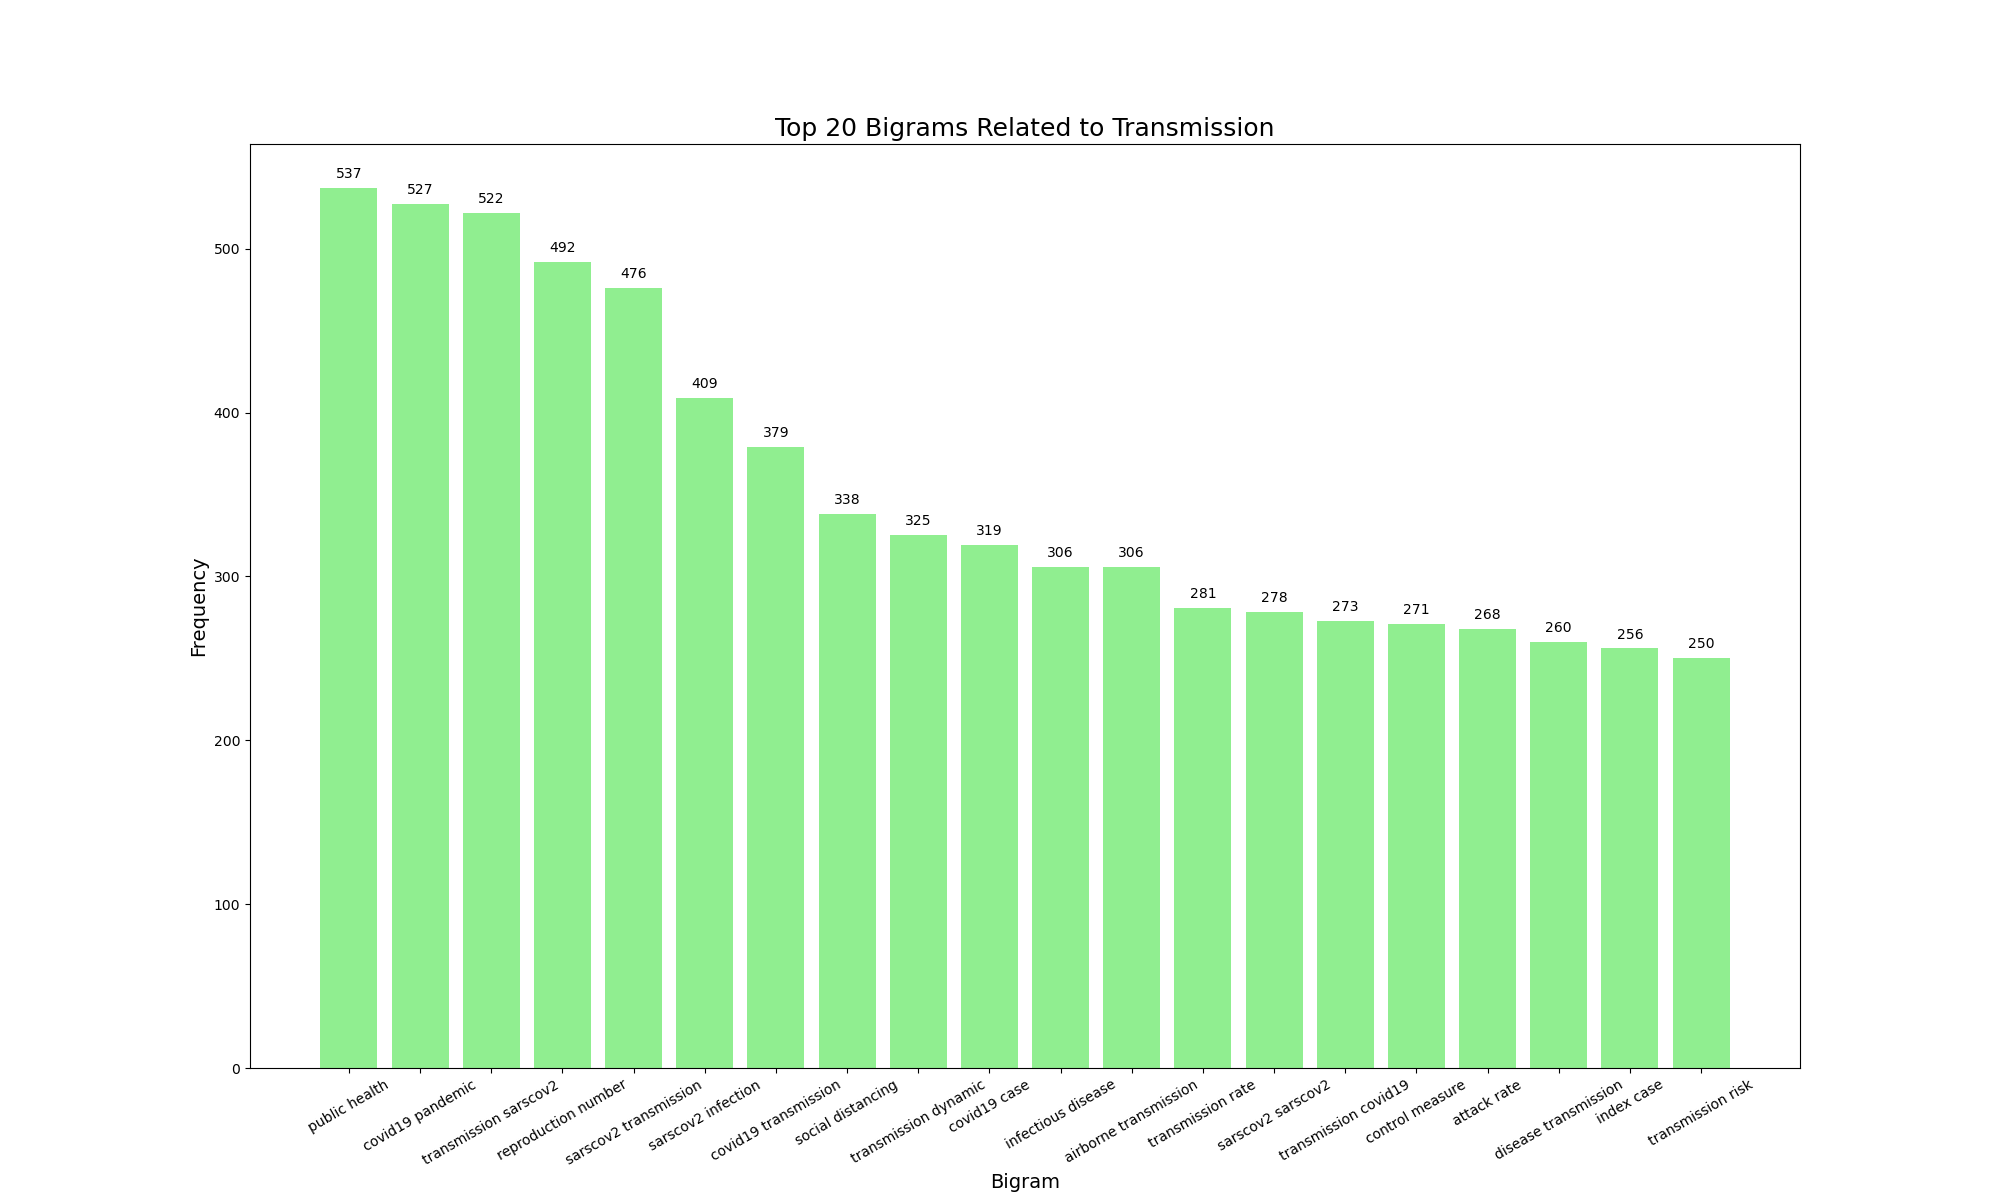 Top 20 Bigrams Related to Transmission
537
527
522
492
476
409
379
338
325
319
306
306
281
278
273
271
268
260
256
250
500
400
300
200
100
0
Frequency
public health
covid19 pandemic
transmission sarscov2
reproduction number
sarscov2 transmission
sarscov2 infection
covid19 transmission
social distancing
transmission dynamic
covid19 case
infectious disease
airborne transmission
transmission rate
sarscov2 sarscov2
transmission covid19
control measure
attack rate
disease transmission
index case
transmission risk
Bigram